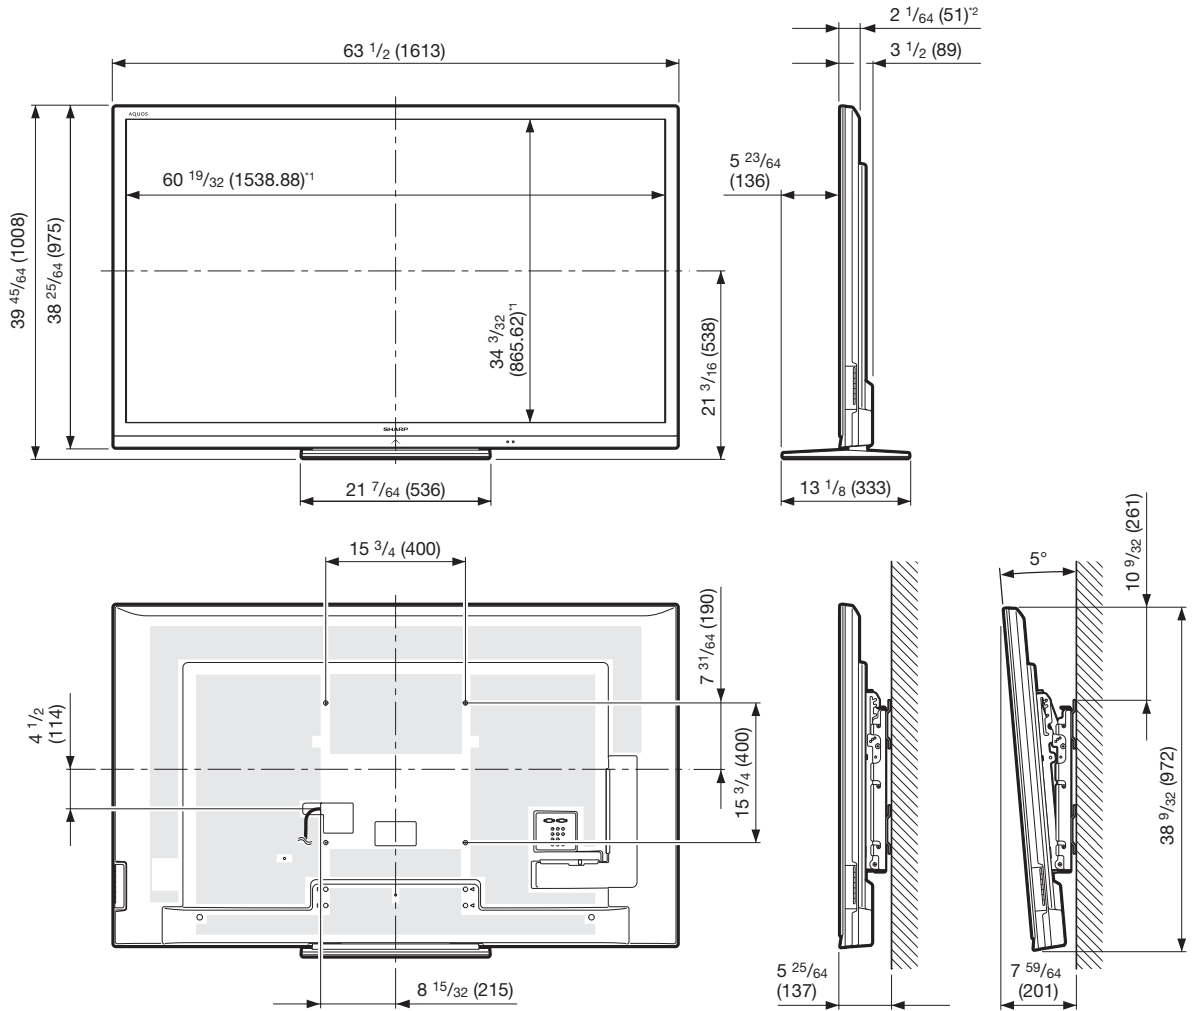 2 1/64 (51)*2
63 1/2 (1613)
3 1/2 (89)
AQUOS
5 23/64
(136)
60 19/32 (1538.88)*1
39 45/64 (1008)
38 25/64 (975)
34 3/32
(865.62)*1
21 3/16 (538)
SHARP
21 7/64 (536)
13 1/8 (333)
15 3/4 (400)
5°
10 9/32 (261)
7 31/64 (190)
4 1/2
(114)
15 3/4 (400)
38 9/32 (972)
8 15/32 (215)
5 25/64
(137)
7 59/64
(201)